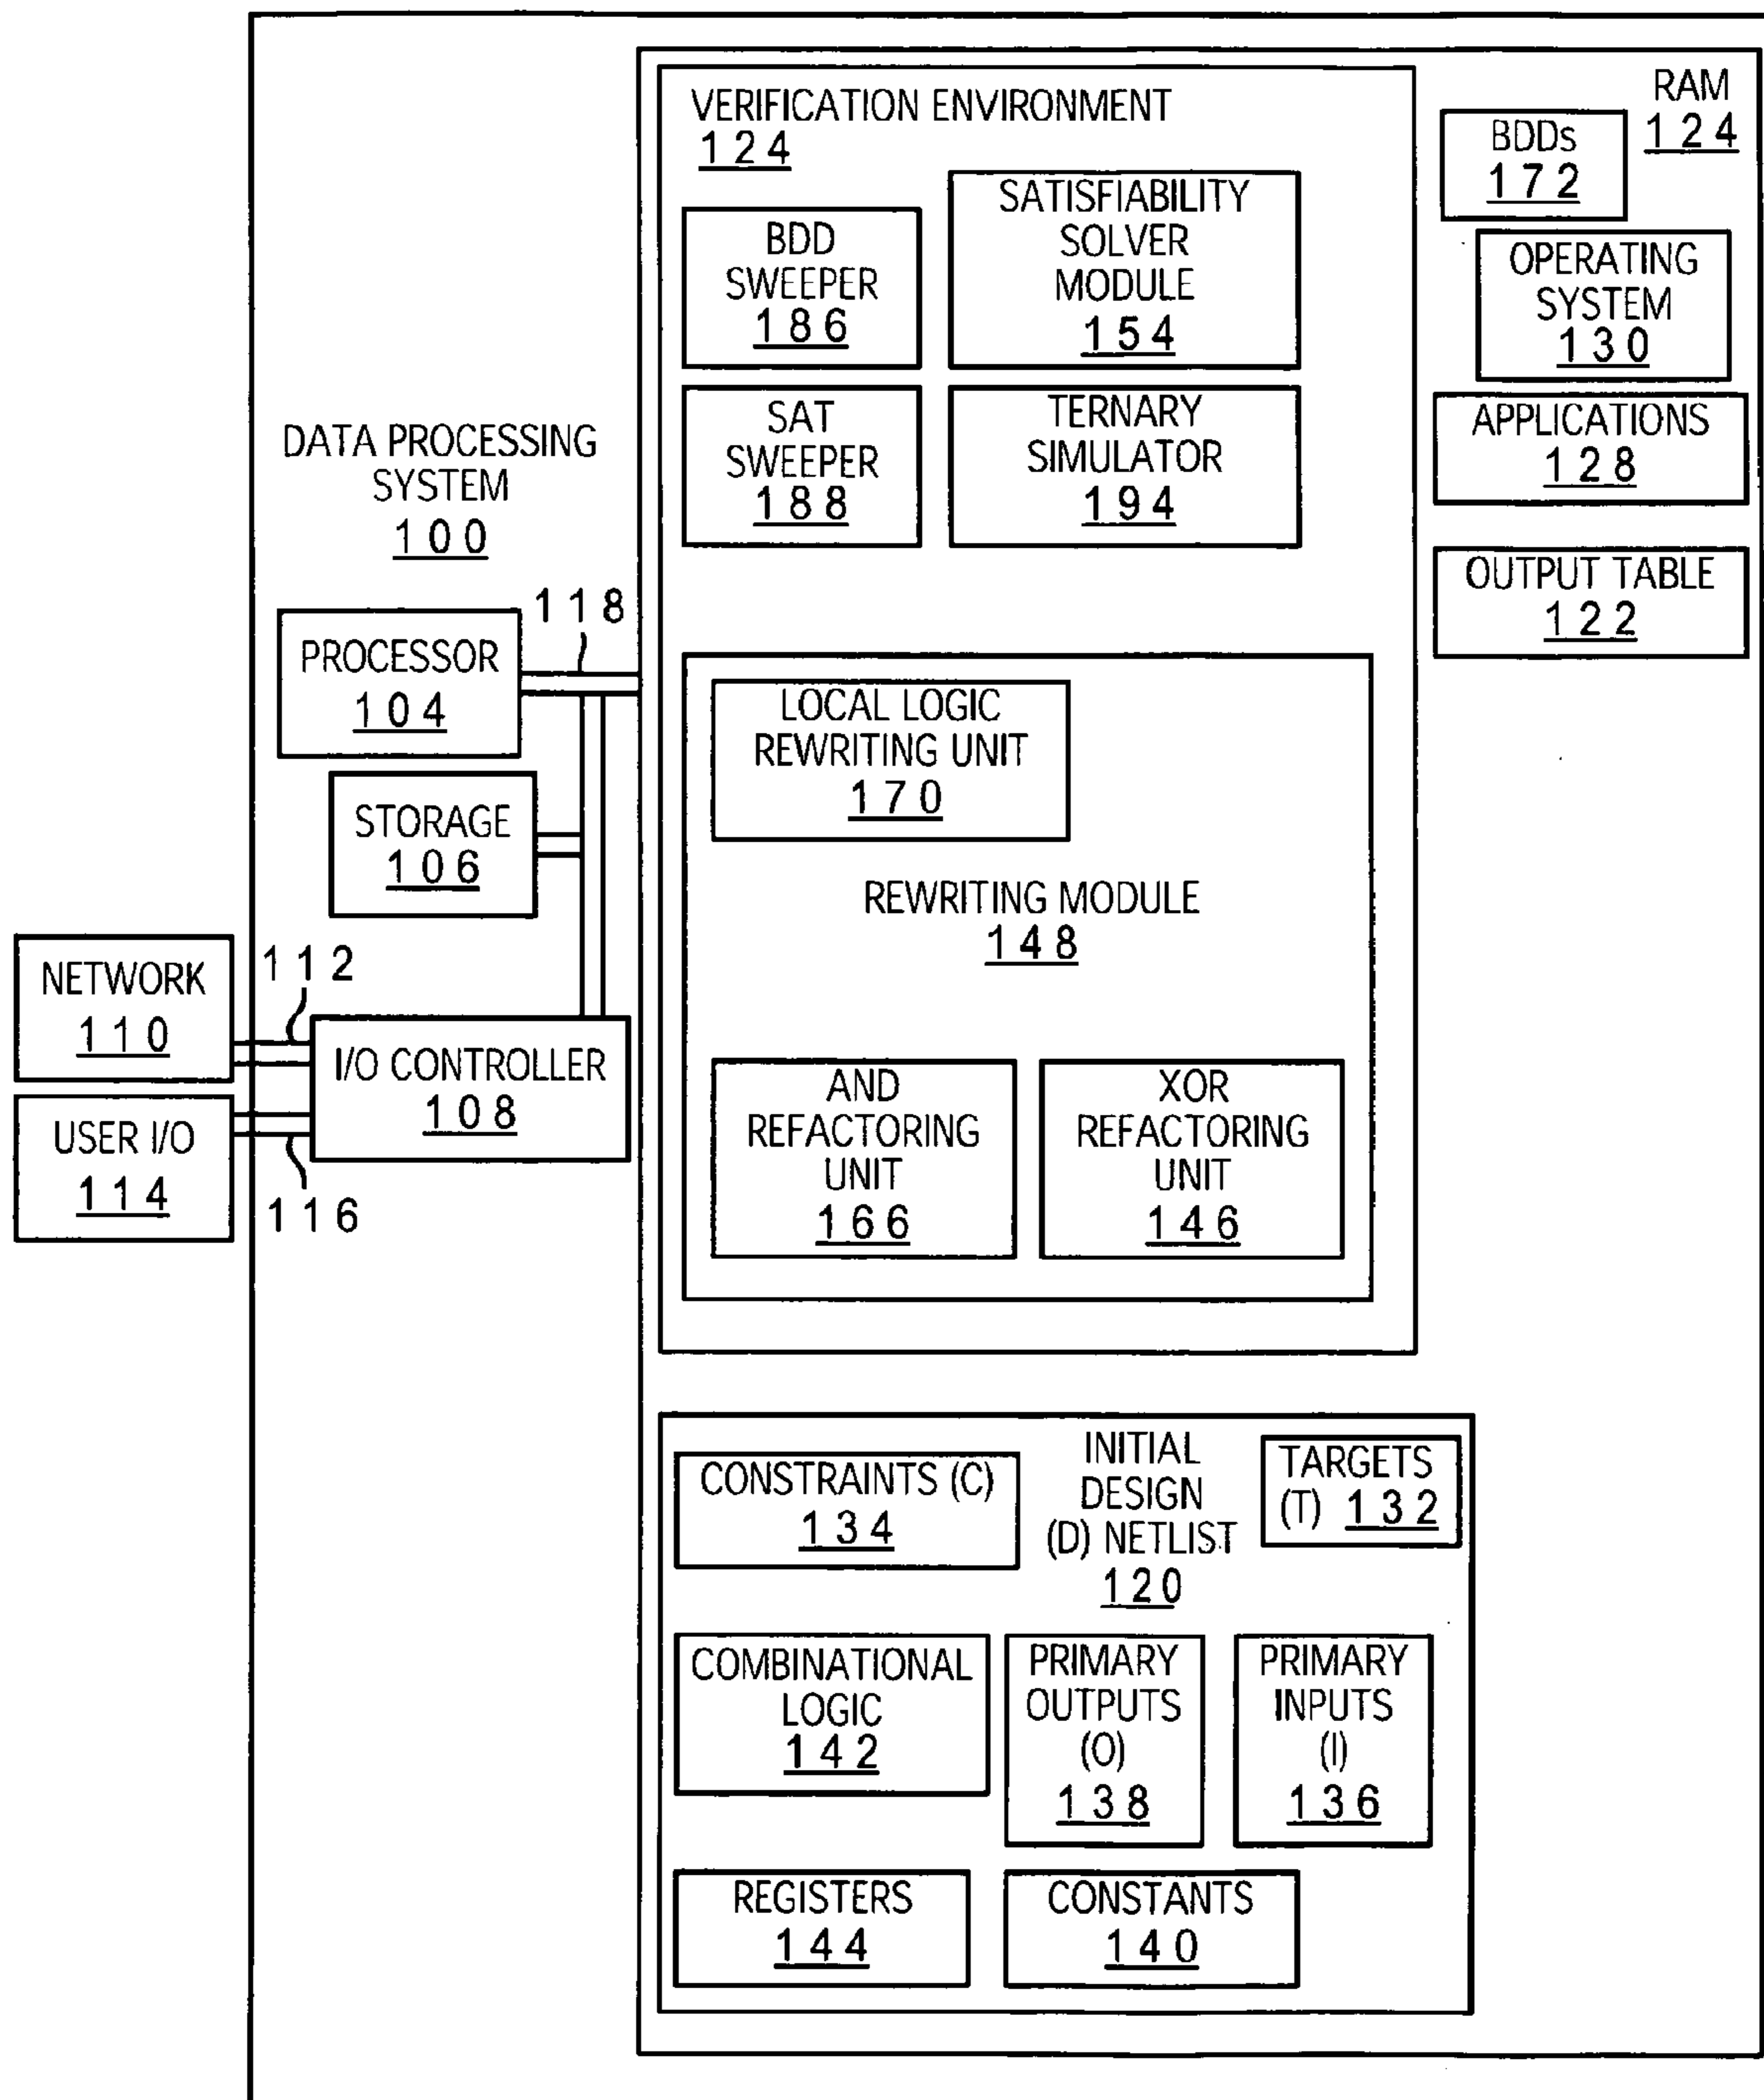 VERIFICATION ENVIRONMENT
124
RAM
124
BDDs
172
BDD
SWEEPER
186
SATISFIABILITY
SOLVER
MODULE
154
OPERATING
SYSTEM
130
SAT
SWEEPER
188
TERNARY
SIMULATOR
194
APPLICATIONS
128
OUTPUT TABLE
122
DATA PROCESSING
SYSTEM
100
118
PROCESSOR
104
STORAGE
106
LOCAL LOGIC
REWRITING UNIT
170
REWRITING MODULE
148
NETWORK
110
112
I/O CONTROLLER
108
USER I/O
114
116
AND
REFACTORING
UNIT
166
XOR
REFACTORING
UNIT
146
CONSTRAINTS (C)
134
INITIAL
DESIGN
(D) NETLIST
120
TARGETS
(T) 132
COMBINATIONAL
LOGIC
142
PRIMARY
OUTPUTS
(O)
138
PRIMARY
INPUTS
(I)
136
REGISTERS
144
CONSTANTS
140